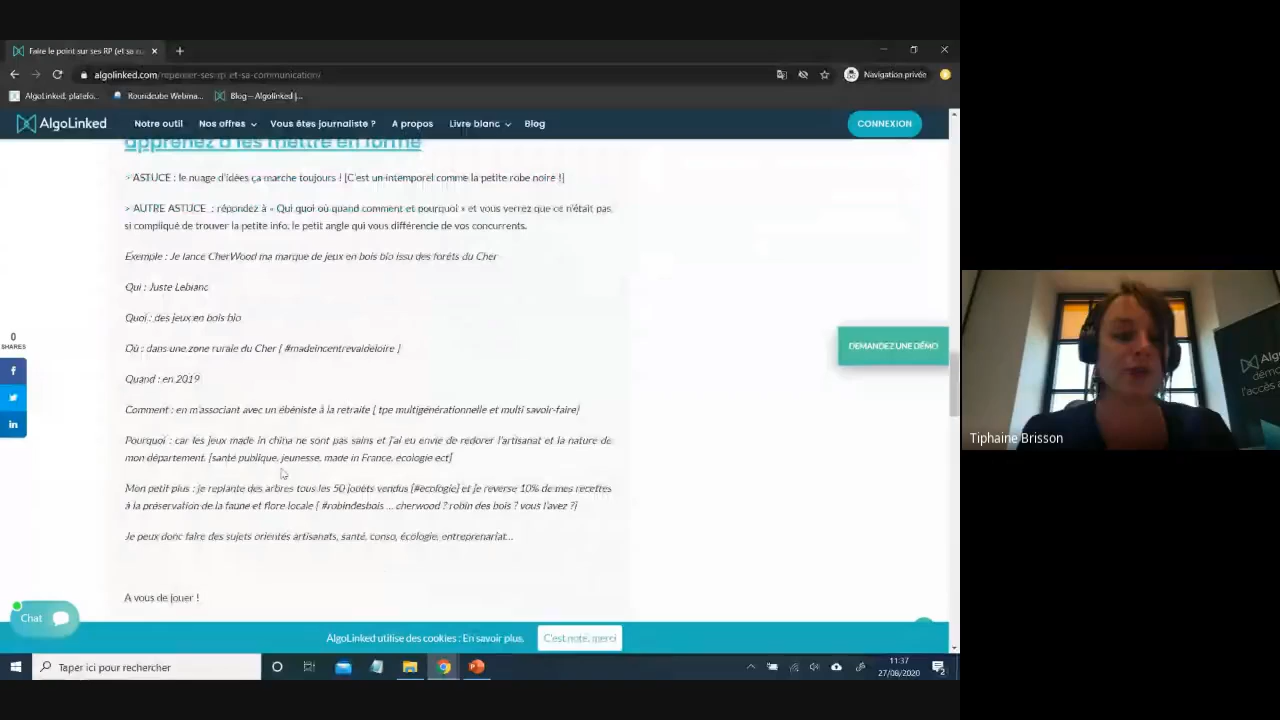 Faire le point sur ses RP (et sa cu
algolinked.com/repenser-ses-rp_et-sa-communication/
Navigation privée
AlgoLinked, platefo...
Roundcube Webma...
Blog – Algolinked |...
AlgoLinked
Notre outil
Nos offres
Vous êtes journaliste ?
A propos
Livre blanc
Blog
CONNEXION
apprenez à les mettre en forme
> ASTUCE : le nuage d'idées ça marche toujours ! [C'est un intemporel comme la petite robe noire !]
> AUTRE ASTUCE : répondez à « Qui quoi où quand comment et pourquoi » et vous verrez que ce n'était pas
si compliqué de trouver la petite info, le petit angle qui vous différencie de vos concurrents.
Exemple : Je lance CherWood ma marque de jeux en bois bio issu des forêts du Cher
Qui : Juste Leblanc
Quoi : des jeux en bois bio
Où : dans une zone rurale du Cher [ #madeincentrevaldeloire ]
Quand : en 2019
Comment : en m'associant avec un ébéniste à la retraite [ tpe multigénérationnelle et multi savoir-faire]
Pourquoi : car les jeux made in china ne sont pas sains et j'ai eu envie de redorer l'artisanat et la nature de
mon département. [santé publique, jeunesse, made in France, ecologie ect]
Mon petit plus : je replante des arbres tous les 50 jouets vendus [#ecologie] et je reverse 10% de mes recettes
à la préservation de la faune et flore locale [ #robindesbois ... cherwood ? robin des bois ? vous l'avez ?]
Je peux donc faire des sujets orientés artisanats, santé, conso, écologie, entreprenariat...
A vous de jouer !
0
SHARES
DEMANDEZ UNE DÉMO
Chat
AlgoLinked utilise des cookies : En savoir plus.
C'est noté, merci
Taper ici pour rechercher
11:37
27/08/2020
2
Tiphaine Brisson